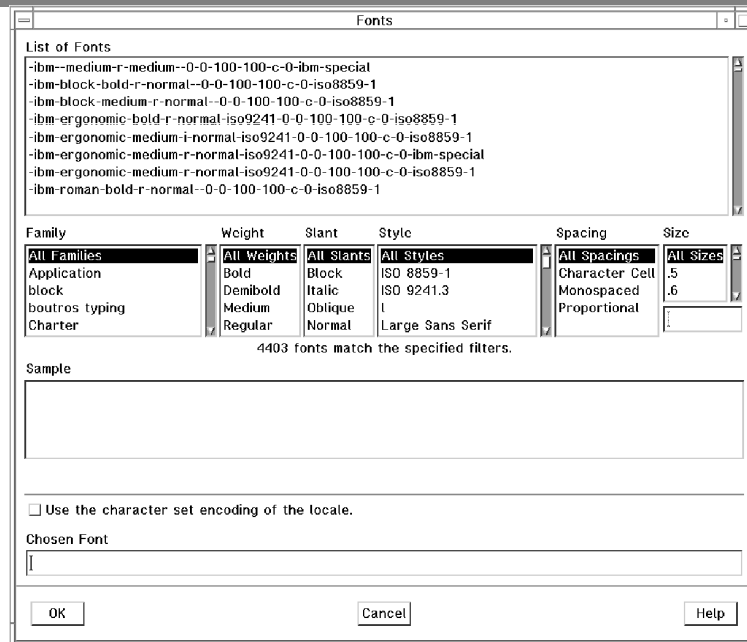 Fonts
List of Fonts
-ibm--medium-r-medium--0-0-100-100-c-0-ibm-special
-ibm-block-bold-r-normal--0-0-100-100-c-0-iso8859-1
-ibm-block-medium-r-normal--0-0-100-100-c-0-iso8859-1
-ibm-ergonomic-bold-r-normal-iso9241-0-0-100-100-c-0-iso8859-1
-ibm-ergonomic-medium-i-normal-iso9241-0-0-100-100-c-0-iso8859-1
-ibm-ergonomic-medium-r-normal-iso9241-0-0-100-100-c-0-ibm-special
-ibm-ergonomic-medium-r-normal-iso9241-0-0-100-100-c-0-iso8859-1
-ibm-roman-bold-r-normal--0-0-100-100-c-0-iso8859-1
Family Weight Slant Style Spacing Size
All Families All Weights All Slants All Styles All Spacings All Sizes
Application Bold Block ISO 8859-1 Character Cell .5
block Demibold Italic ISO 9241.3 Monospaced .6
boutros typing Medium Oblique l Proportional
Charter Regular Normal Large Sans Serif
4403 fonts match the specified filters.
Sample
Use the character set encoding of the locale.
Chosen Font
OK Cancel Help